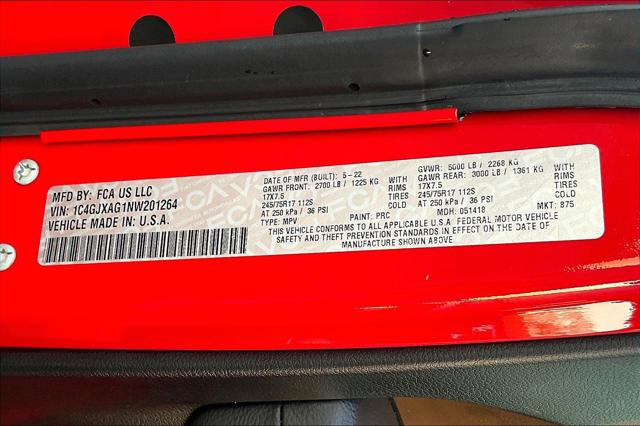 MFD BY: FCA US LLC
VIN: 1C4GJXAG1NW201264
VEHICLE MADE IN: U.S.A.
DATE OF MFR (BUILT): 5-22
GAWR FRONT: 2700 LB / 1225 KG
17X7.5 RIMS
245/75R17 112S TIRES
AT 250 kPa / 36 PSI COLD
TYPE: MPV PAINT: PRC
GVWR: 5000 LB / 2268 KG
GAWR REAR: 3000 LB / 1361 KG
17X7.5 RIMS
245/75R17 112S TIRES
AT 250 kPa / 36 PSI COLD
MDH: 051418 MKT: 875
THIS VEHICLE CONFORMS TO ALL APPLICABLE U.S.A. FEDERAL MOTOR VEHICLE
SAFETY AND THEFT PREVENTION STANDARDS IN EFFECT ON THE DATE OF
MANUFACTURE SHOWN ABOVE